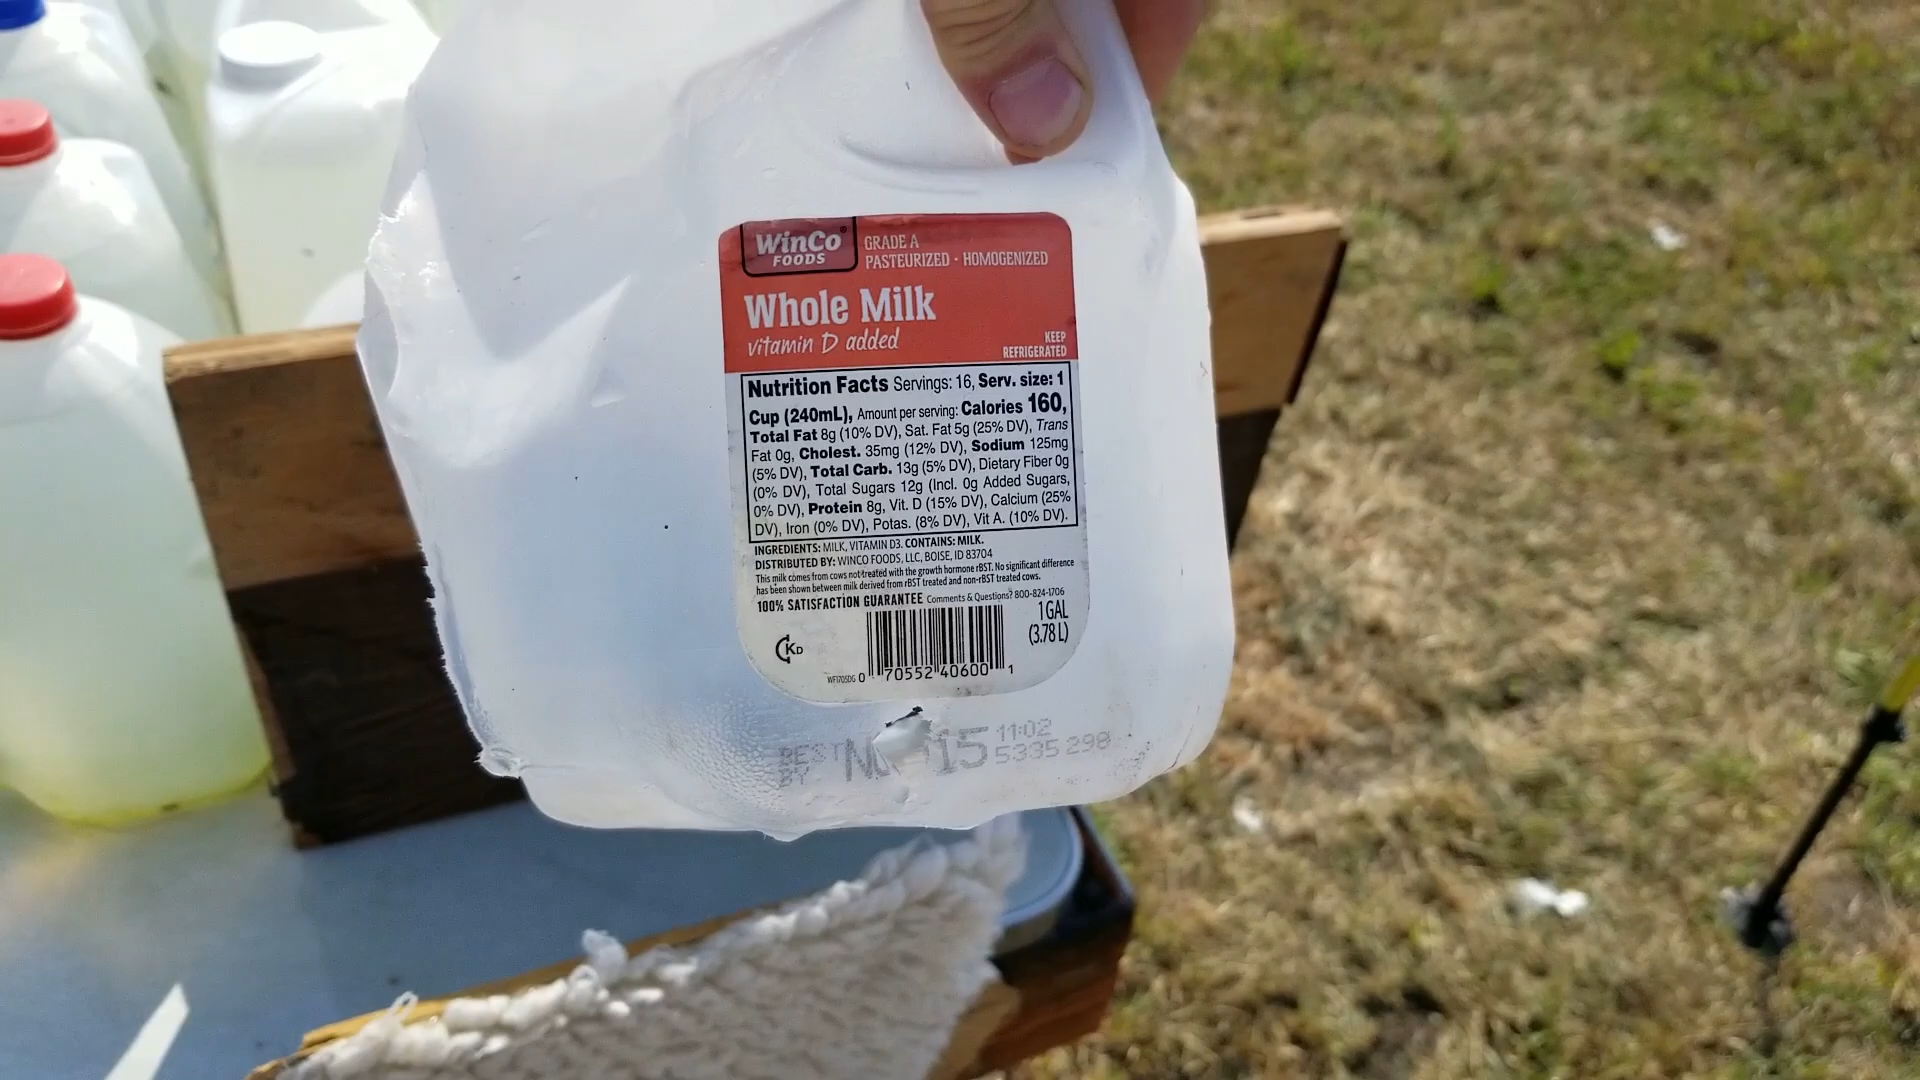 WinCo®
FOODS
GRADE A
PASTEURIZED · HOMOGENIZED
Whole Milk
vitamin D added
KEEP
REFRIGERATED
Nutrition Facts Servings: 16, Serv. size: 1
Cup (240mL), Amount per serving: Calories 160,
Total Fat 8g (10% DV), Sat. Fat 5g (25% DV), Trans
Fat 0g, Cholest. 35mg (12% DV), Sodium 125mg
(5% DV), Total Carb. 13g (5% DV), Dietary Fiber 0g
(0% DV), Total Sugars 12g (Incl. 0g Added Sugars,
0% DV), Protein 8g, Vit. D (15% DV), Calcium (25%
DV), Iron (0% DV), Potas. (8% DV), Vit A. (10% DV).
INGREDIENTS: MILK, VITAMIN D3. CONTAINS: MILK.
DISTRIBUTED BY: WINCO FOODS, LLC, BOISE, ID 83704
This milk comes from cows not treated with the growth hormone rBST. No significant difference
has been shown between milk derived from rBST treated and non-rBST treated cows.
100% SATISFACTION GUARANTEE Comments & Questions? 800-824-1706
1 GAL
(3.78 L)
KD
WF1705DG 0 70552 40600 1
BEST
BY
15
11:02
5335 298